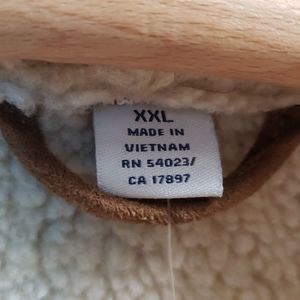 XXL
MADE IN
VIETNAM
RN 54023/
CA 17897